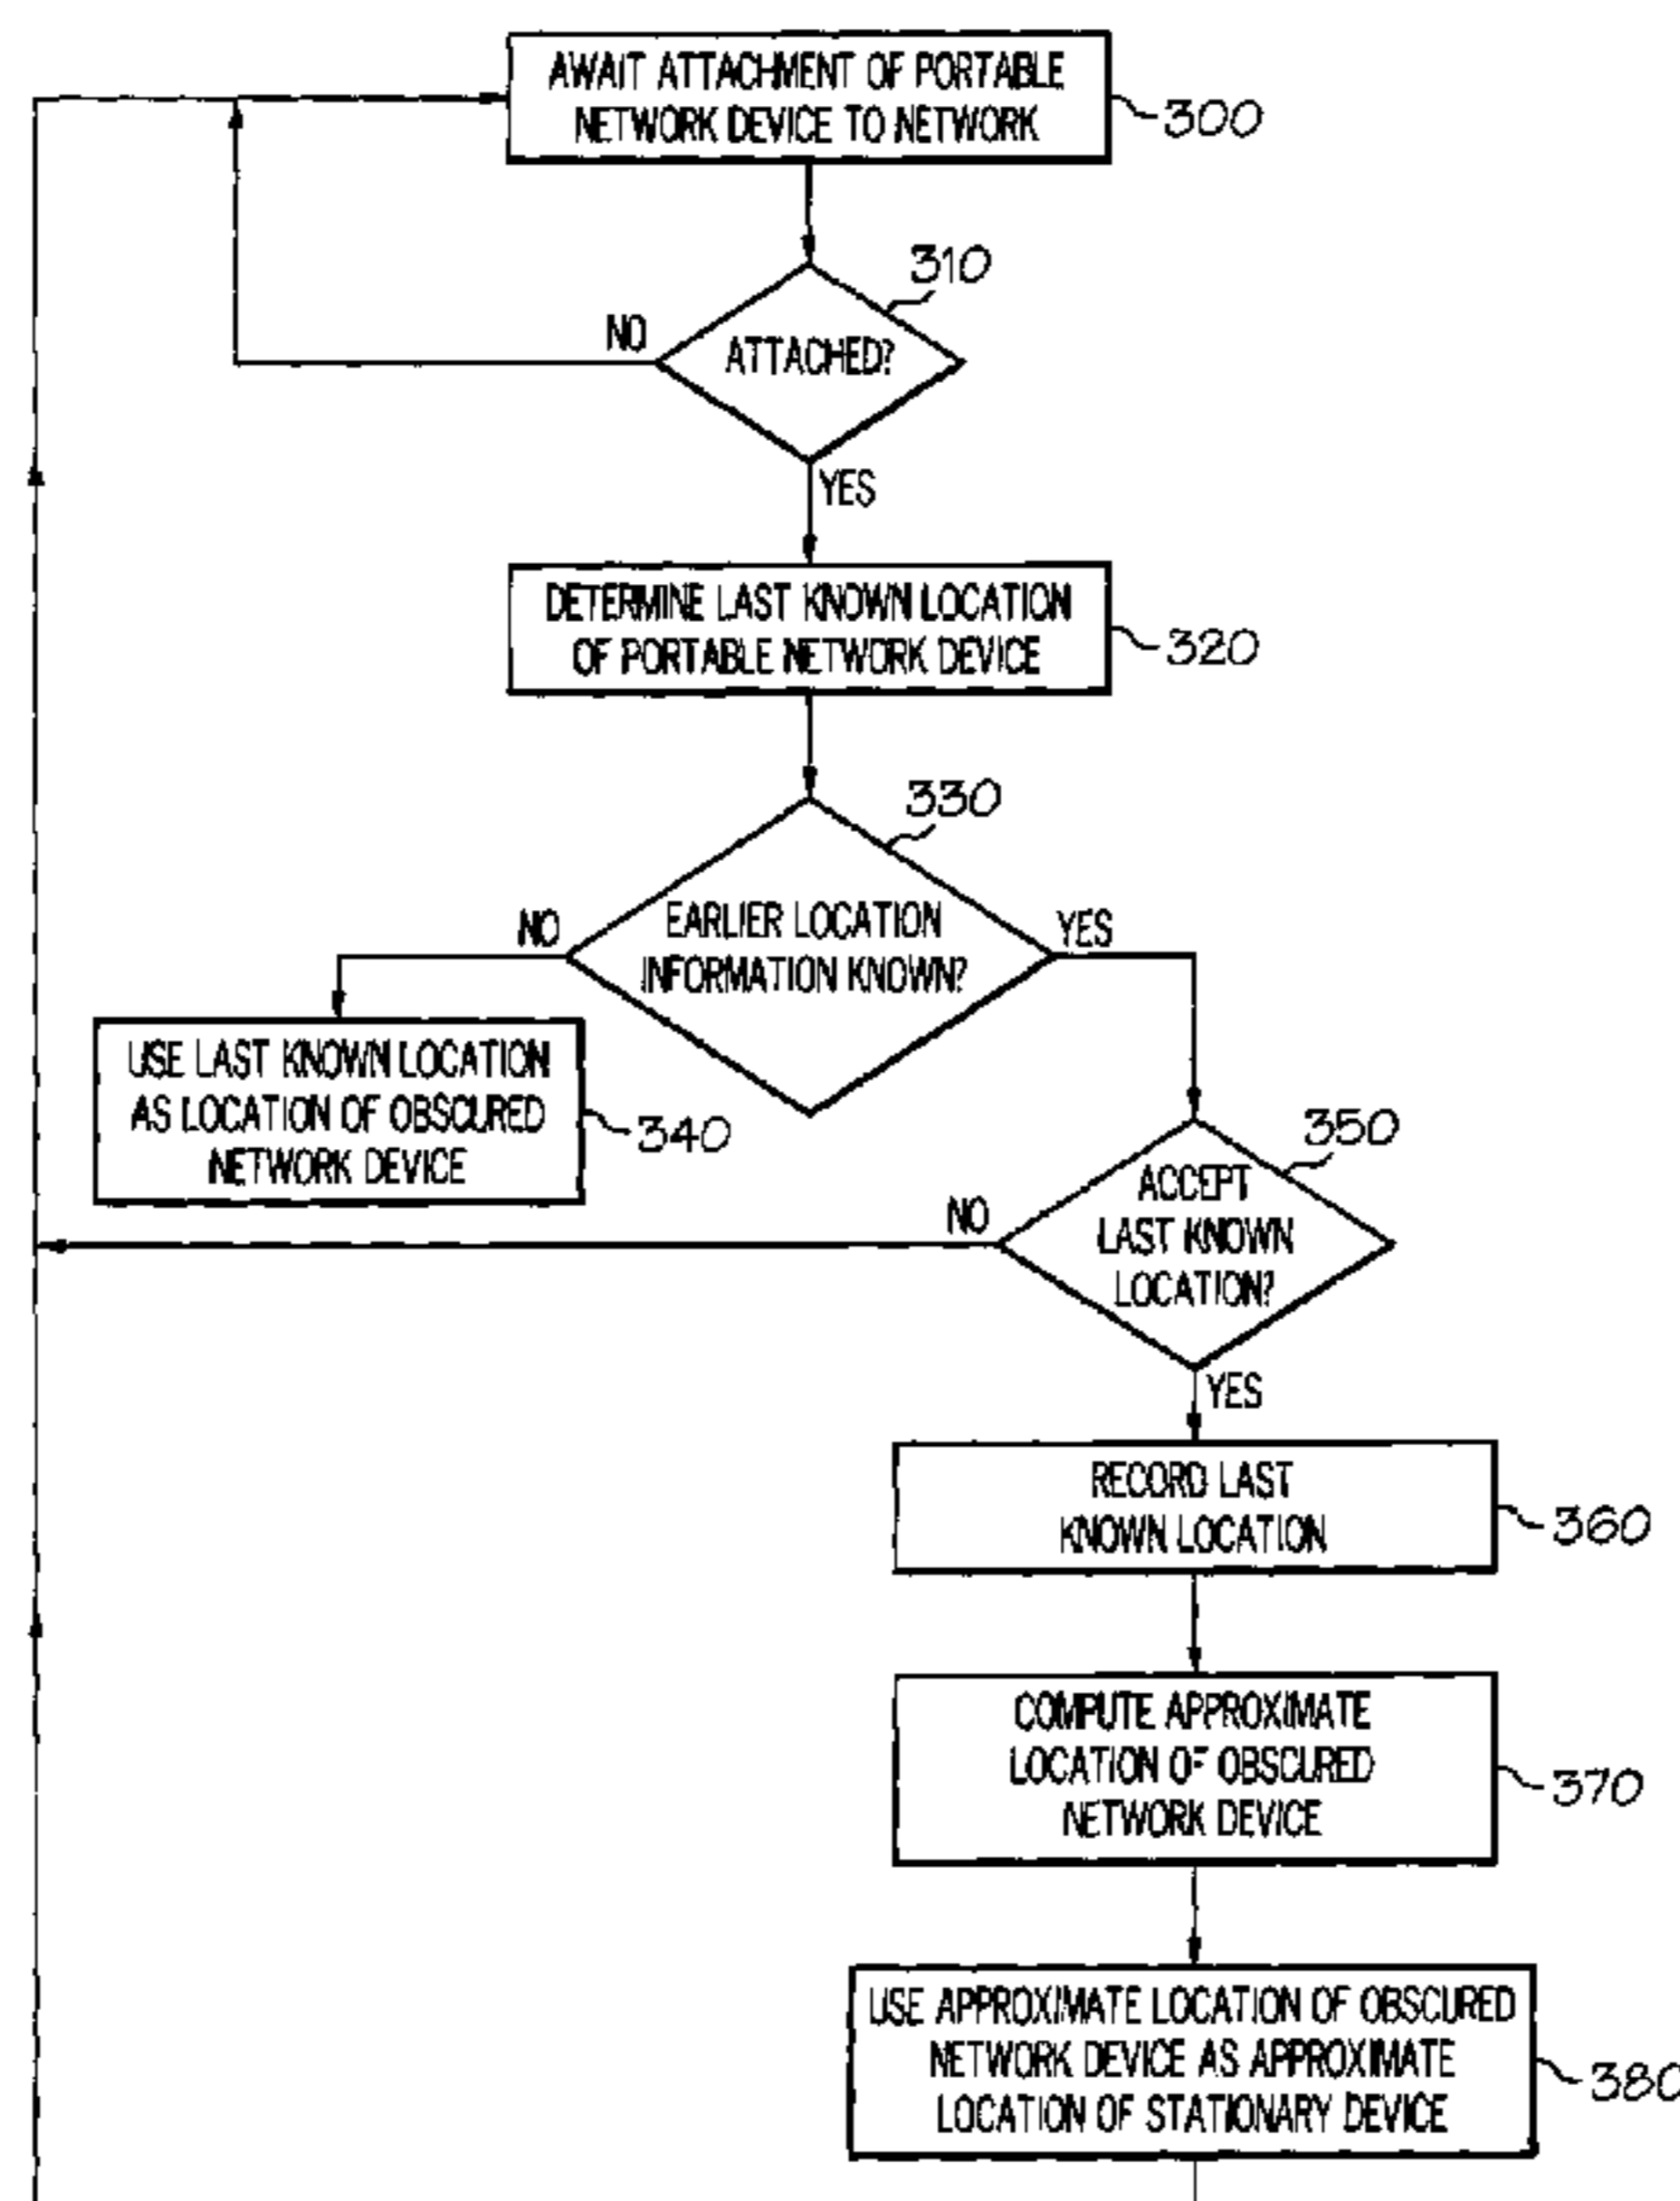 AWAIT ATTACHMENT OF PORTABLE
NETWORK DEVICE TO NETWORK
300
310
NO
ATTACHED?
YES
DETERMINE LAST KNOWN LOCATION
OF PORTABLE NETWORK DEVICE
320
330
NO
EARLIER LOCATION
INFORMATION KNOWN?
YES
USE LAST KNOWN LOCATION
AS LOCATION OF OBSCURED
NETWORK DEVICE
340
350
NO
ACCEPT
LAST KNOWN
LOCATION?
YES
RECORD LAST
KNOWN LOCATION
360
COMPUTE APPROXIMATE
LOCATION OF OBSCURED
NETWORK DEVICE
370
USE APPROXIMATE LOCATION OF OBSCURED
NETWORK DEVICE AS APPROXIMATE
LOCATION OF STATIONARY DEVICE
380